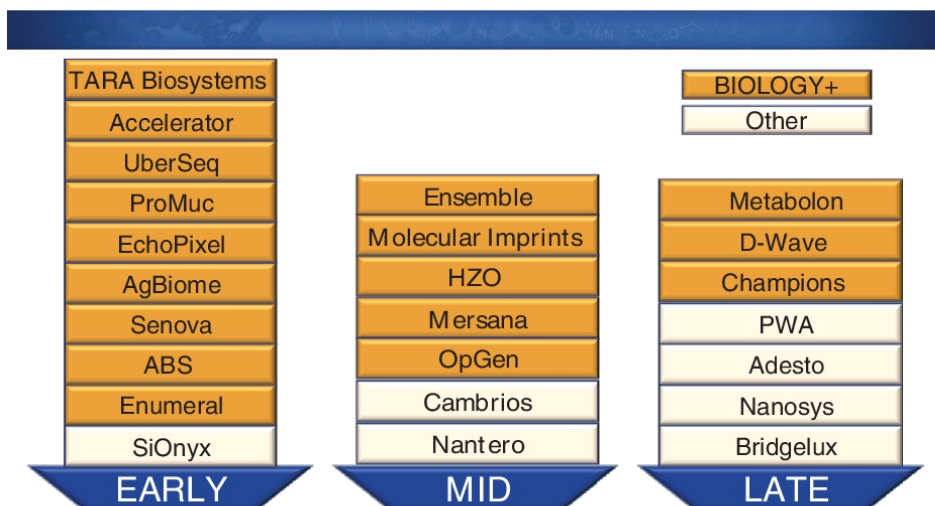 TARA Biosystems
Accelerator
UberSeq
ProMuc
EchoPixel
AgBiome
Senova
ABS
Enumeral
SiOnyx
EARLY
Ensemble
Molecular Imprints
HZO
Mersana
OpGen
Cambrios
Nantero
MID
BIOLOGY+
Other
Metabolon
D-Wave
Champions
PWA
Adesto
Nanosys
Bridgelux
LATE